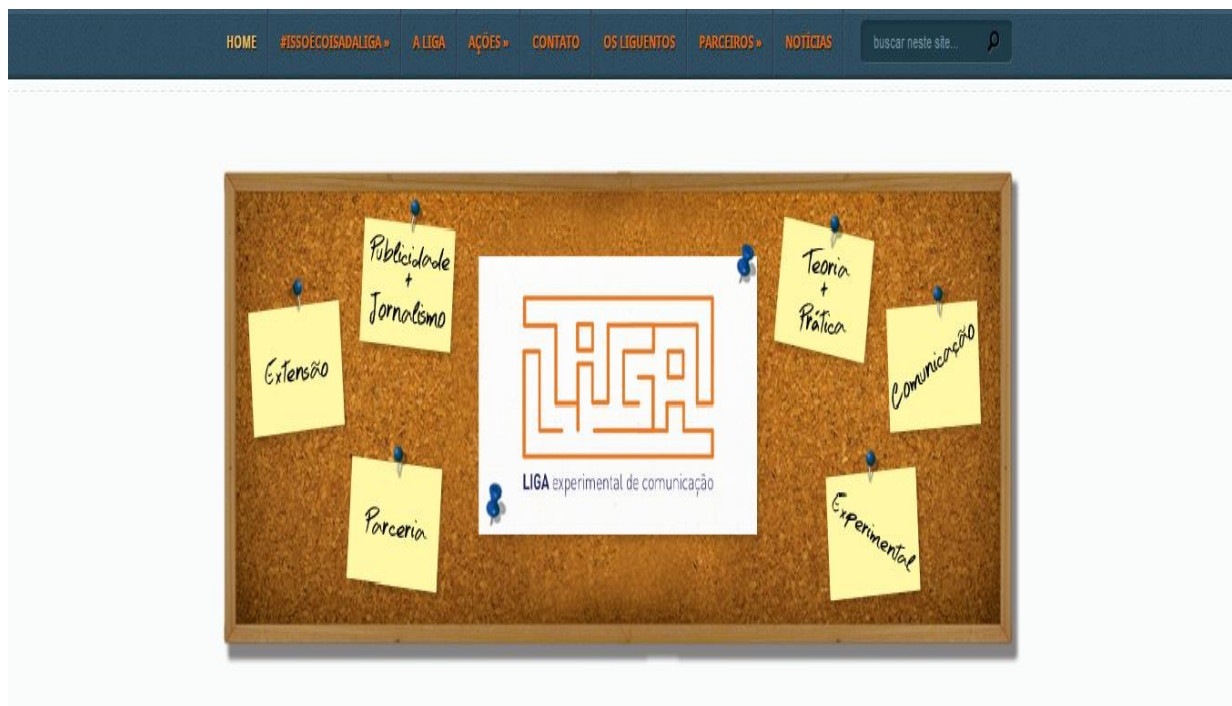 HOME
#ISSOÉCOISADALIGA »
A LIGA
AÇÕES »
CONTATO
OS LIGUENTOS
PARCEIROS »
NOTÍCIAS
buscar neste site...
Publicidade
+
Jornalismo
Extensão
Parceria
LIGA
LIGA experimental de comunicação
Teoria
+
Prática
Comunicação
Experimental